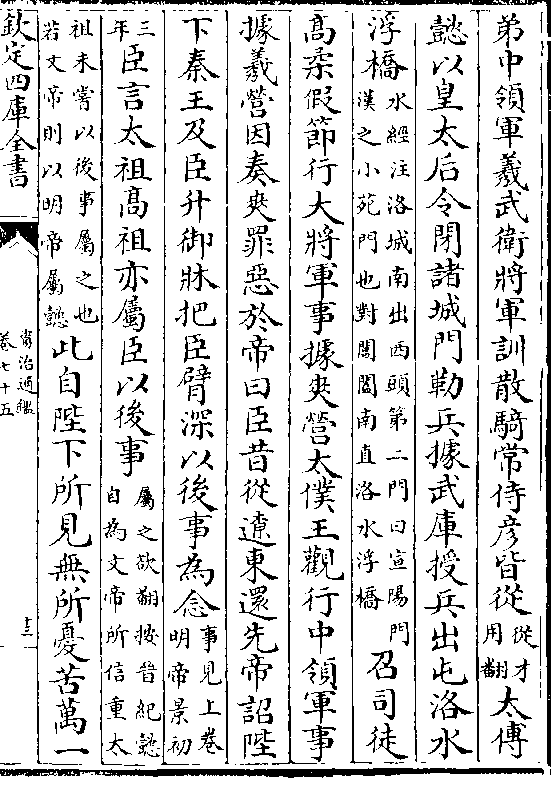 弟中領軍羲武衛將軍訓散騎常侍彥皆從從才用翻太傅
懿以皇太后令閉諸城門勒兵據武庫授兵出屯洛水
浮橋水經注洛城南出西頭第二門曰宣陽門漢之小苑門也對閶闔南直洛水浮橋召司徒
高柔假節行大將軍事據爽營太僕王觀行中領軍事
據羲營因奏爽罪惡於帝曰臣昔從遼東還先帝詔陛
下秦王及臣升御牀把臣臂深以後事為念事見上卷明帝景初
三年臣言太祖高祖亦屬臣以後事屬之欲翻按晉紀懿自為文帝所信重太
祖未嘗以後事屬之也若文帝則以明帝屬懿此自陛下所見無所憂苦萬一
欽定四庫全書
資治通鑑
卷七十五
十三